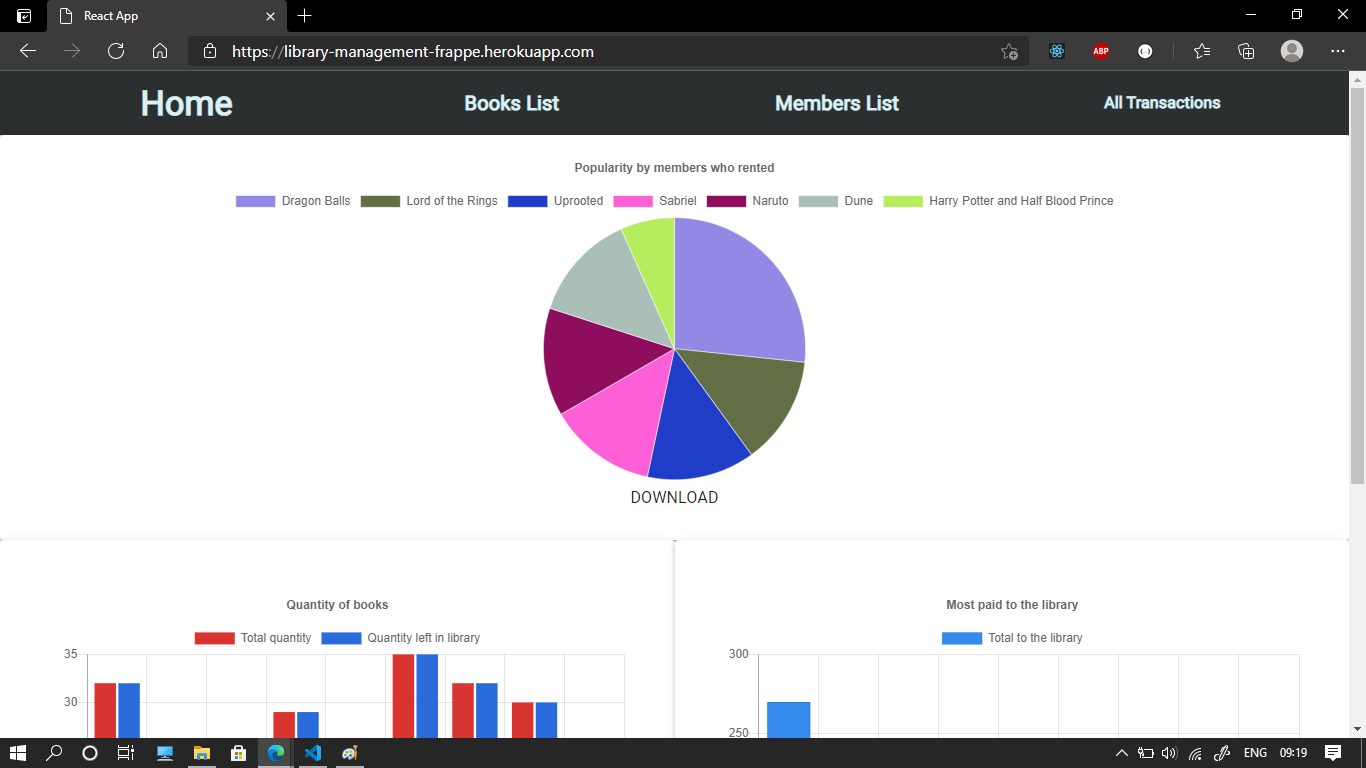 React App
https://library-management-frappe.herokuapp.com
ABP
Home Books List Members List All Transactions
Popularity by members who rented
Dragon Balls Lord of the Rings Uprooted Sabriel Naruto Dune Harry Potter and Half Blood Prince
DOWNLOAD
Quantity of books
Total quantity Quantity left in library
35
30
Most paid to the library
Total to the library
300
250
ENG 09:19